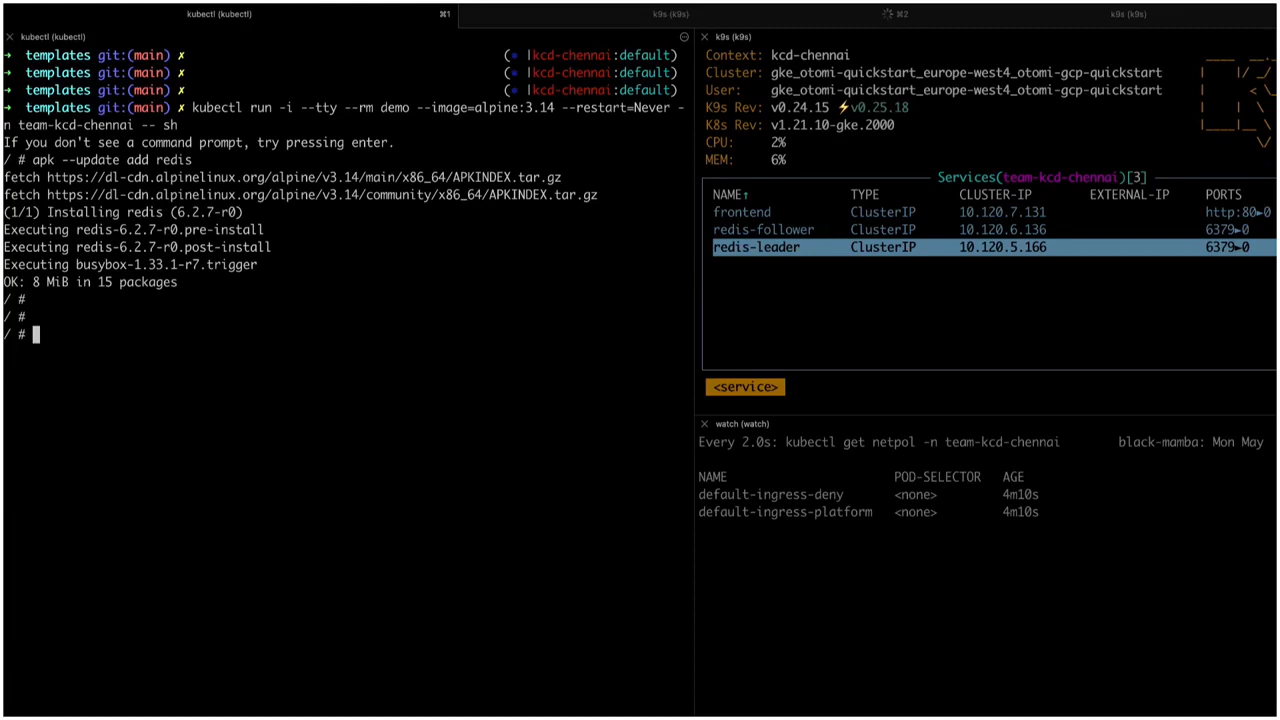 kubectl (kubectl) ⌘1 k9s (k9s) ⌘2 k9s (k9s)
kubectl (kubectl)
→ templates git:(main) ✗ (⎈ |kcd-chennai:default)
→ templates git:(main) ✗ (⎈ |kcd-chennai:default)
→ templates git:(main) ✗ (⎈ |kcd-chennai:default)
→ templates git:(main) ✗ kubectl run -i --tty --rm demo --image=alpine:3.14 --restart=Never -
n team-kcd-chennai -- sh
If you don't see a command prompt, try pressing enter.
/ # apk --update add redis
fetch https://dl-cdn.alpinelinux.org/alpine/v3.14/main/x86_64/APKINDEX.tar.gz
fetch https://dl-cdn.alpinelinux.org/alpine/v3.14/community/x86_64/APKINDEX.tar.gz
(1/1) Installing redis (6.2.7-r0)
Executing redis-6.2.7-r0.pre-install
Executing redis-6.2.7-r0.post-install
Executing busybox-1.33.1-r7.trigger
OK: 8 MiB in 15 packages
/ #
/ #
/ #
k9s (k9s)
Context: kcd-chennai
Cluster: gke_otomi-quickstart_europe-west4_otomi-gcp-quickstart
User: gke_otomi-quickstart_europe-west4_otomi-gcp-quickstart
K9s Rev: v0.24.15 ⚡v0.25.18
K8s Rev: v1.21.10-gke.2000
CPU: 2%
MEM: 6%
Services(team-kcd-chennai)[3]
NAME↑ TYPE CLUSTER-IP EXTERNAL-IP PORTS
frontend ClusterIP 10.120.7.131 http:80►0
redis-follower ClusterIP 10.120.6.136 6379►0
redis-leader ClusterIP 10.120.5.166 6379►0
<service>
watch (watch)
Every 2.0s: kubectl get netpol -n team-kcd-chennai black-mamba: Mon May
NAME POD-SELECTOR AGE
default-ingress-deny <none> 4m10s
default-ingress-platform <none> 4m10s